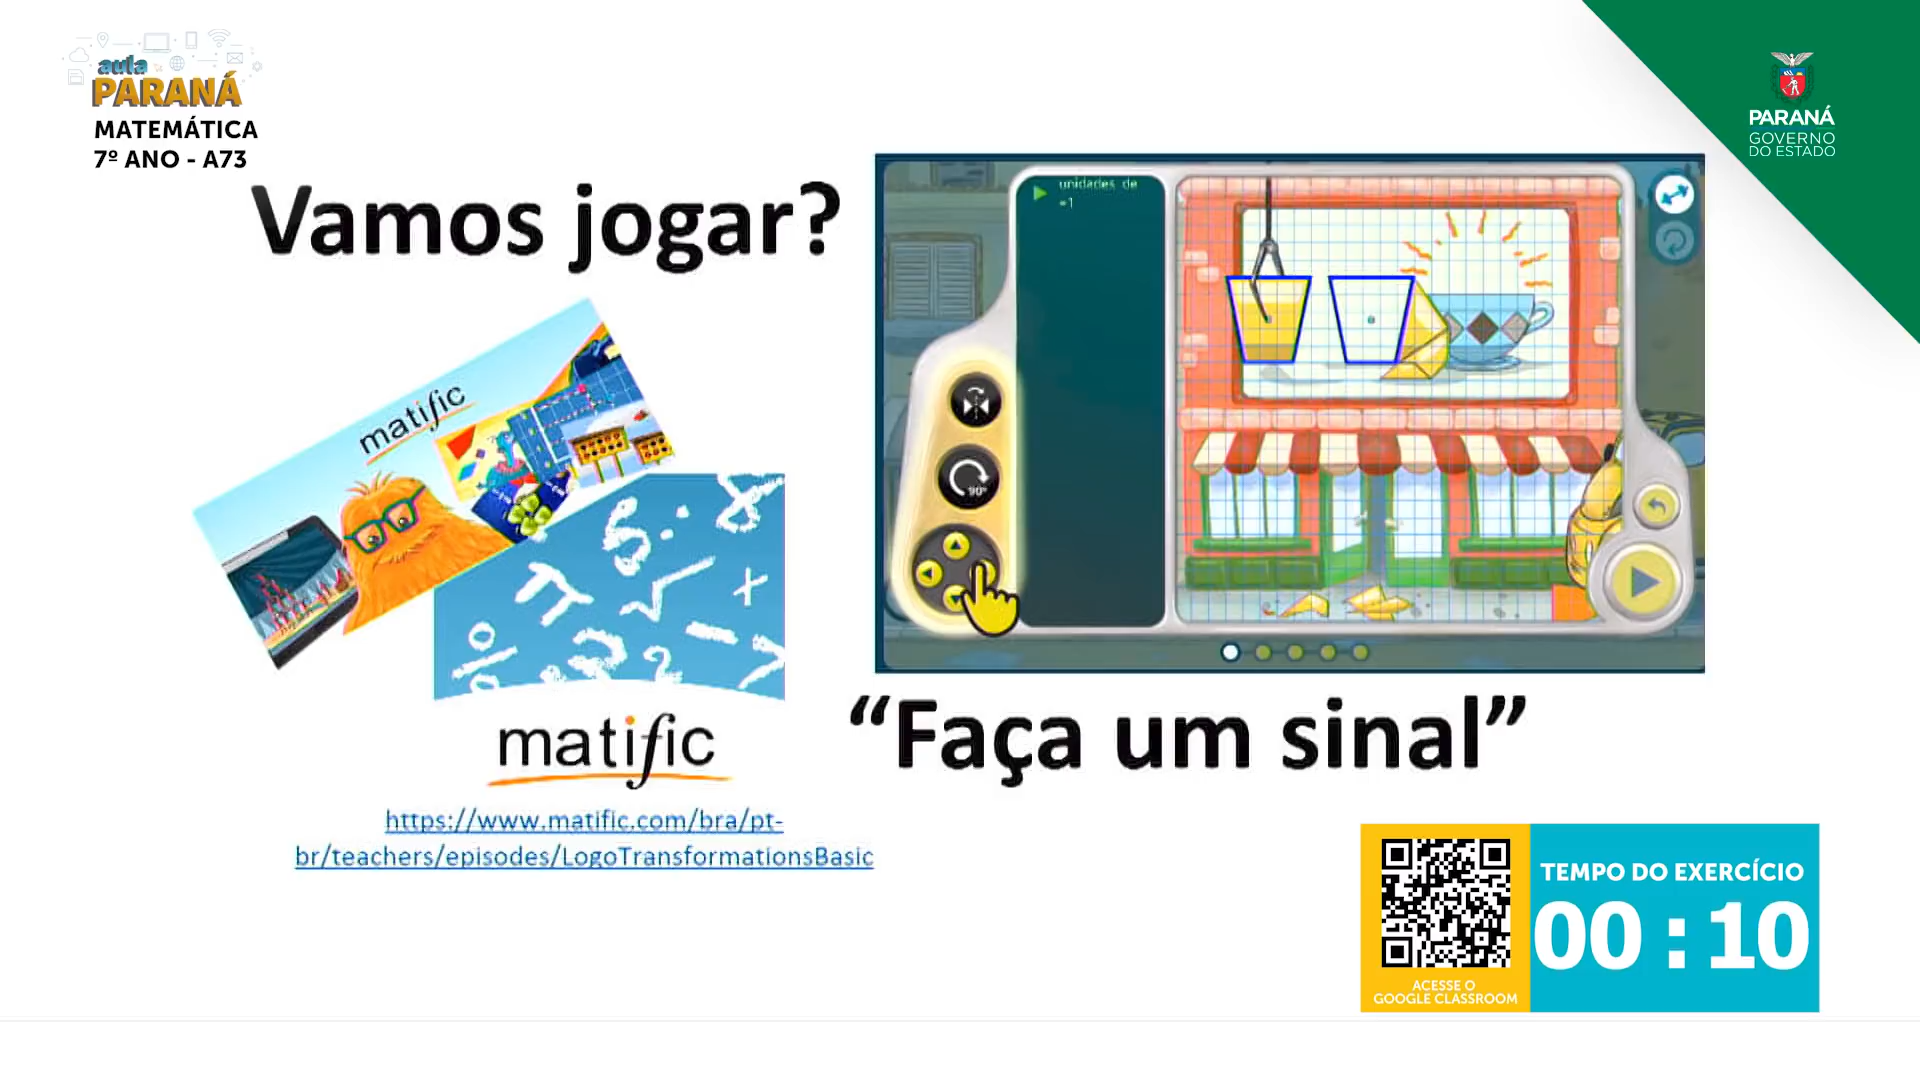 aula
PARANÁ
MATEMÁTICA
7º ANO - A73
PARANÁ
GOVERNO
DO ESTADO
Vamos jogar?
unidades de
matific
90°
matific
"Faça um sinal"
https://www.matific.com/bra/pt-
br/teachers/episodes/LogoTransformationsBasic
TEMPO DO EXERCÍCIO
00 : 10
ACESSE O
GOOGLE CLASSROOM